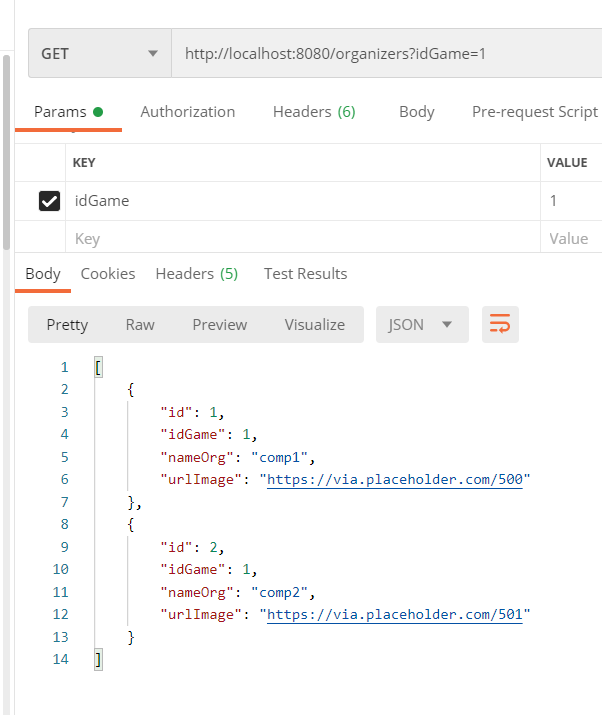 GET http://localhost:8080/organizers?idGame=1
Params Authorization Headers (6) Body Pre-request Script
KEY VALUE
idGame 1
Key Value
Body Cookies Headers (5) Test Results
Pretty Raw Preview Visualize JSON
1 [
2 {
3 "id": 1,
4 "idGame": 1,
5 "nameOrg": "comp1",
6 "urlImage": "https://via.placeholder.com/500"
7 },
8 {
9 "id": 2,
10 "idGame": 1,
11 "nameOrg": "comp2",
12 "urlImage": "https://via.placeholder.com/501"
13 }
14 ]